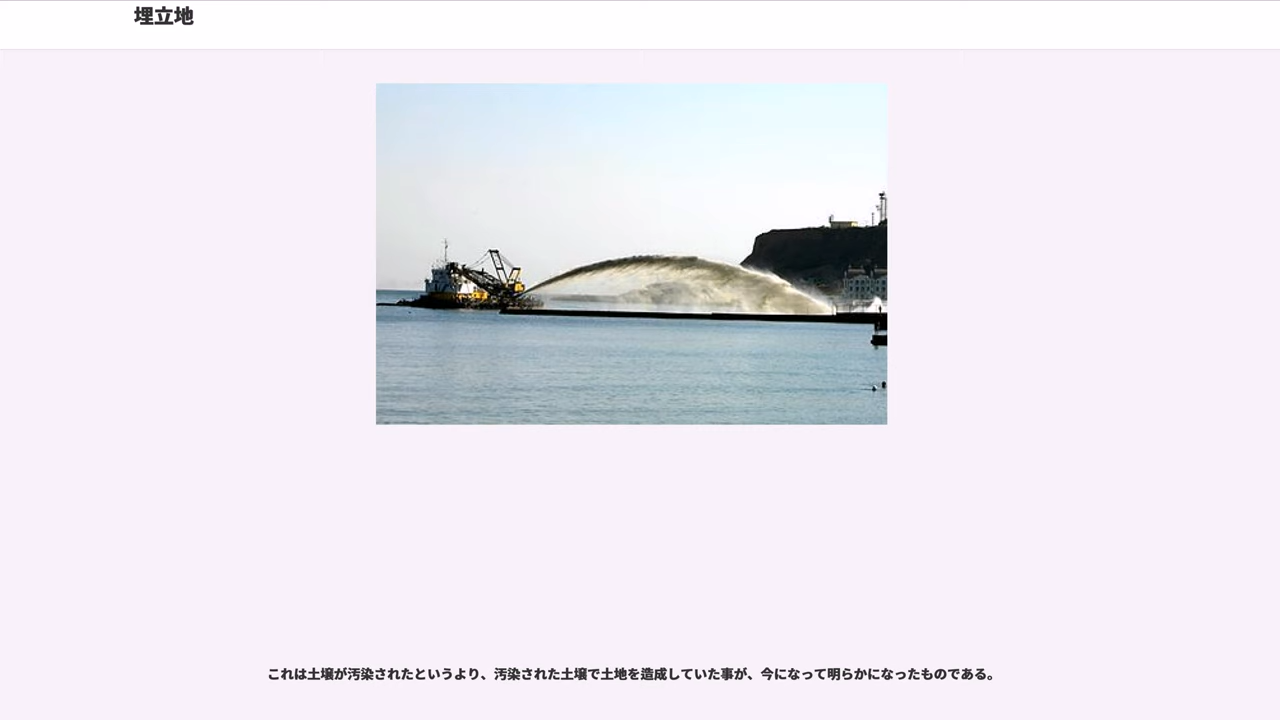 埋立地
これは土壌が汚染されたというより、汚染された土壌で土地を造成していた事が、今になって明らかになったものである。